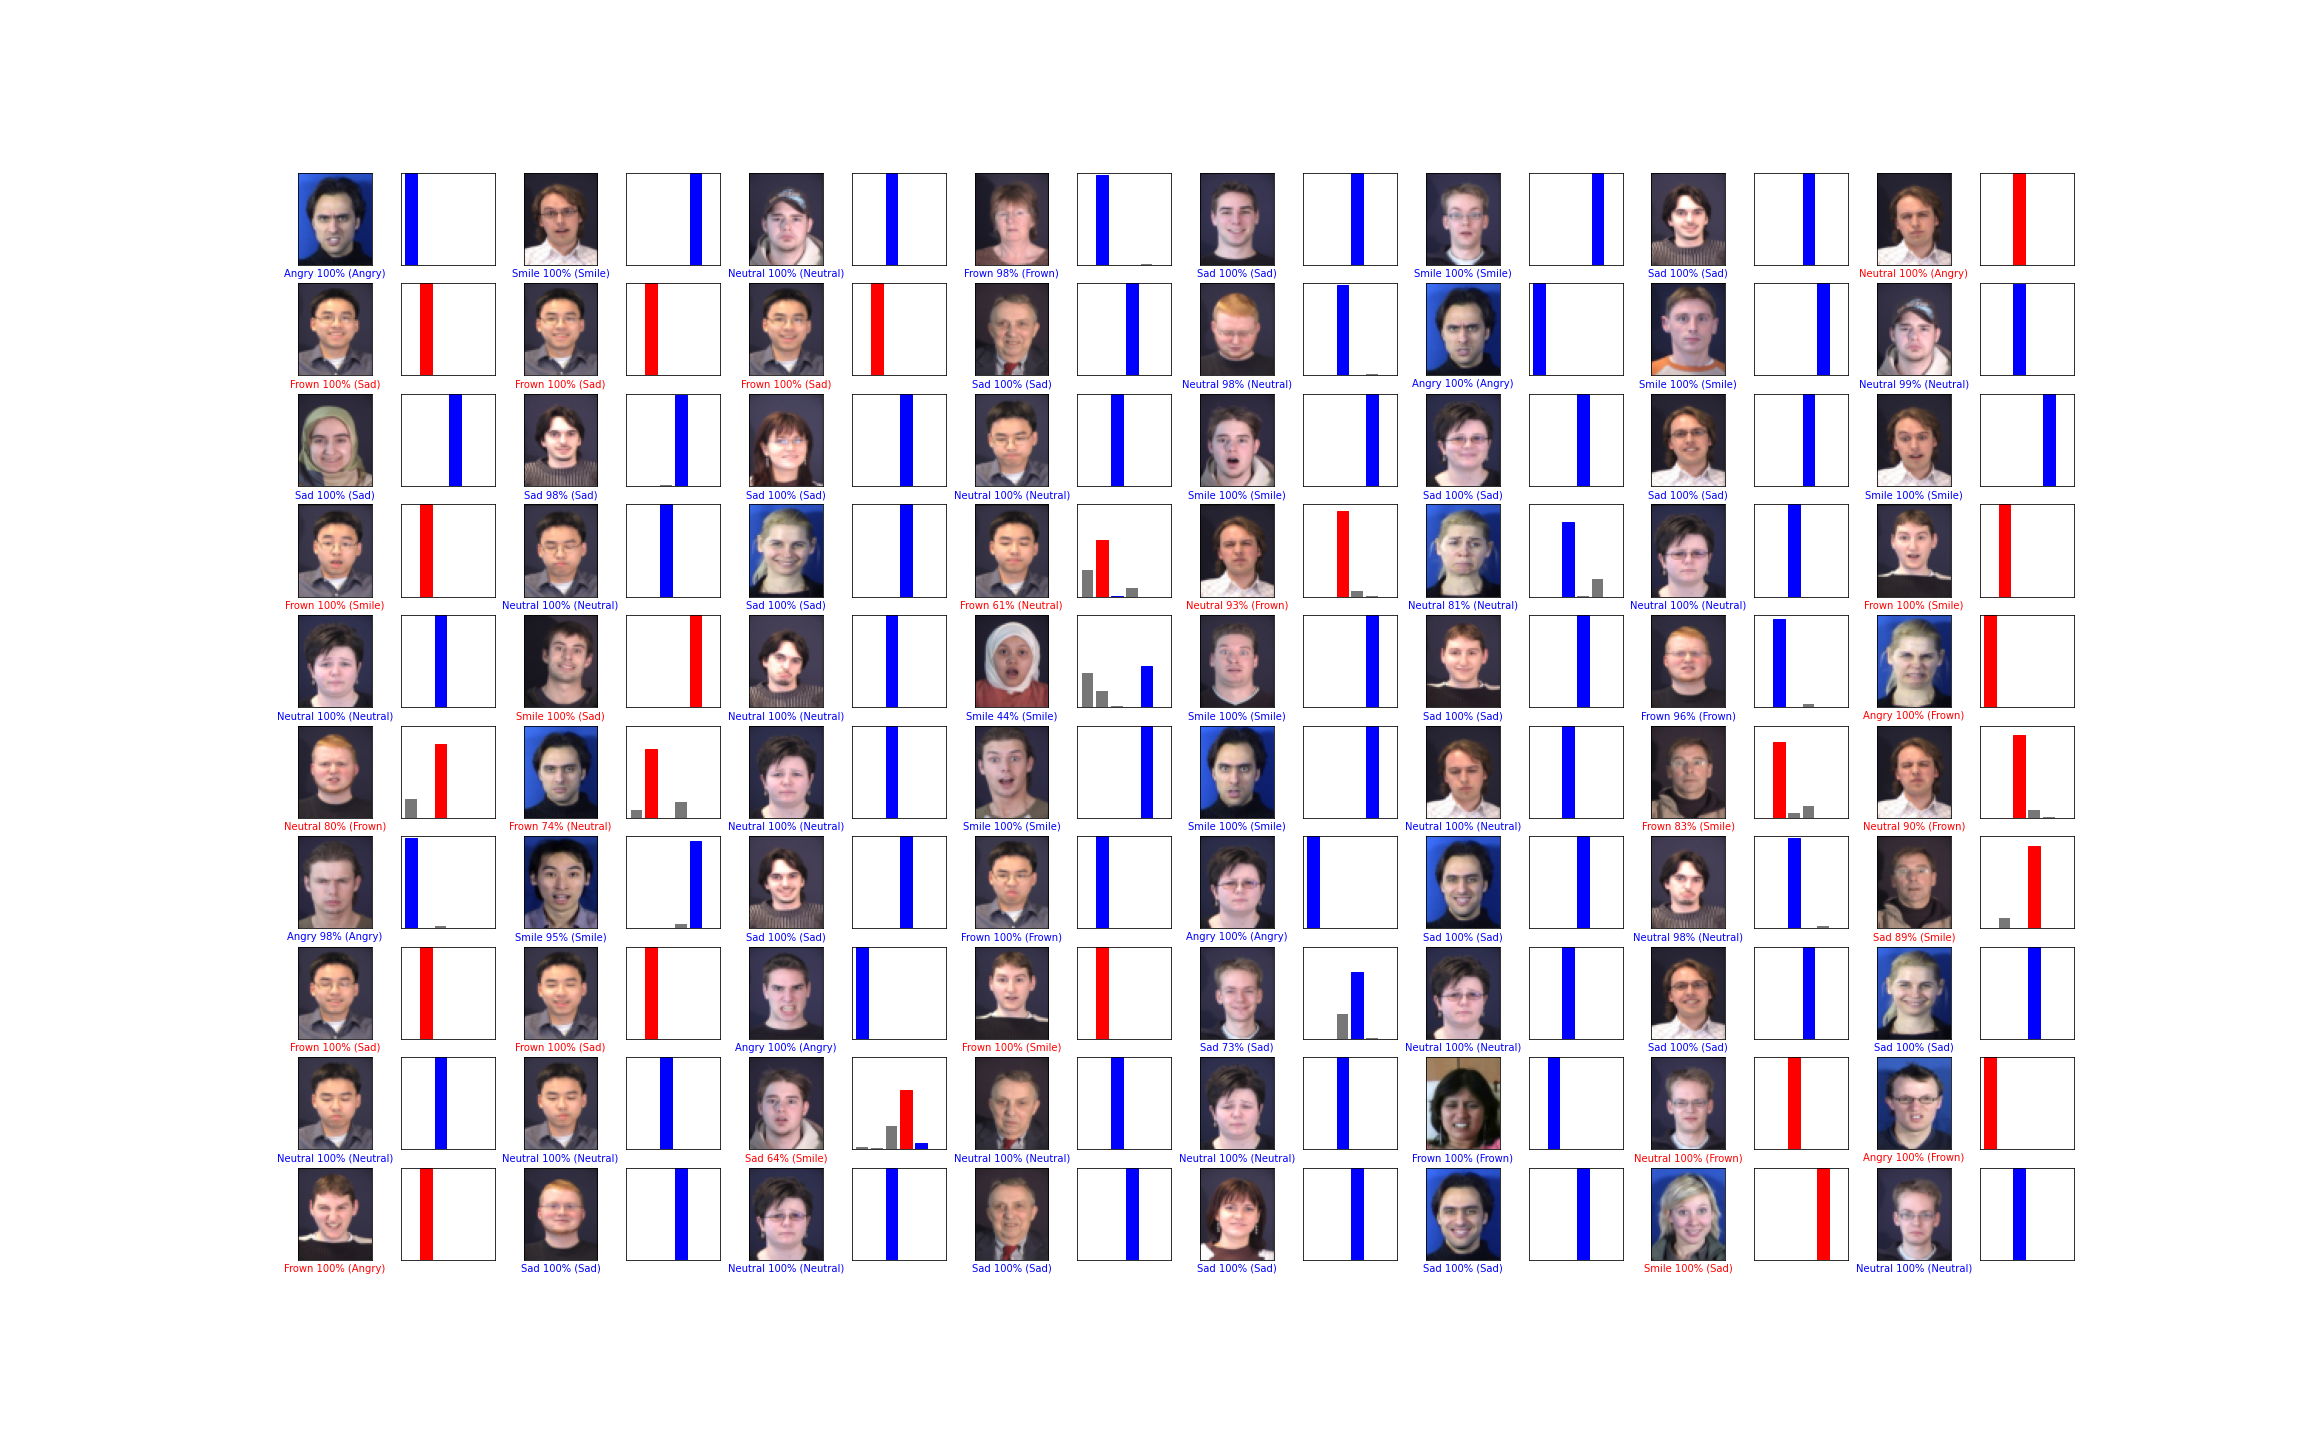 Angry 100% (Angry) Smile 100% (Smile) Neutral 100% (Neutral) Frown 98% (Frown) Sad 100% (Sad) Smile 100% (Smile) Sad 100% (Sad) Neutral 100% (Angry)
Frown 100% (Sad) Frown 100% (Sad) Frown 100% (Sad) Sad 100% (Sad) Neutral 98% (Neutral) Angry 100% (Angry) Smile 100% (Smile) Neutral 99% (Neutral)
Sad 100% (Sad) Sad 98% (Sad) Sad 100% (Sad) Neutral 100% (Neutral) Smile 100% (Smile) Sad 100% (Sad) Sad 100% (Sad) Smile 100% (Smile)
Frown 100% (Smile) Neutral 100% (Neutral) Sad 100% (Sad) Frown 61% (Neutral) Neutral 93% (Frown) Neutral 81% (Neutral) Neutral 100% (Neutral) Frown 100% (Smile)
Neutral 100% (Neutral) Smile 100% (Sad) Neutral 100% (Neutral) Smile 44% (Smile) Smile 100% (Smile) Sad 100% (Sad) Frown 96% (Frown) Angry 100% (Frown)
Neutral 80% (Frown) Frown 74% (Neutral) Neutral 100% (Neutral) Smile 100% (Smile) Smile 100% (Smile) Neutral 100% (Neutral) Frown 83% (Smile) Neutral 90% (Frown)
Angry 98% (Angry) Smile 95% (Smile) Sad 100% (Sad) Frown 100% (Frown) Angry 100% (Angry) Sad 100% (Sad) Neutral 98% (Neutral) Sad 89% (Smile)
Frown 100% (Sad) Frown 100% (Sad) Angry 100% (Angry) Frown 100% (Smile) Sad 73% (Sad) Neutral 100% (Neutral) Sad 100% (Sad) Sad 100% (Sad)
Neutral 100% (Neutral) Neutral 100% (Neutral) Sad 64% (Smile) Neutral 100% (Neutral) Neutral 100% (Neutral) Frown 100% (Frown) Neutral 100% (Frown) Angry 100% (Frown)
Frown 100% (Angry) Sad 100% (Sad) Neutral 100% (Neutral) Sad 100% (Sad) Sad 100% (Sad) Sad 100% (Sad) Smile 100% (Sad) Neutral 100% (Neutral)